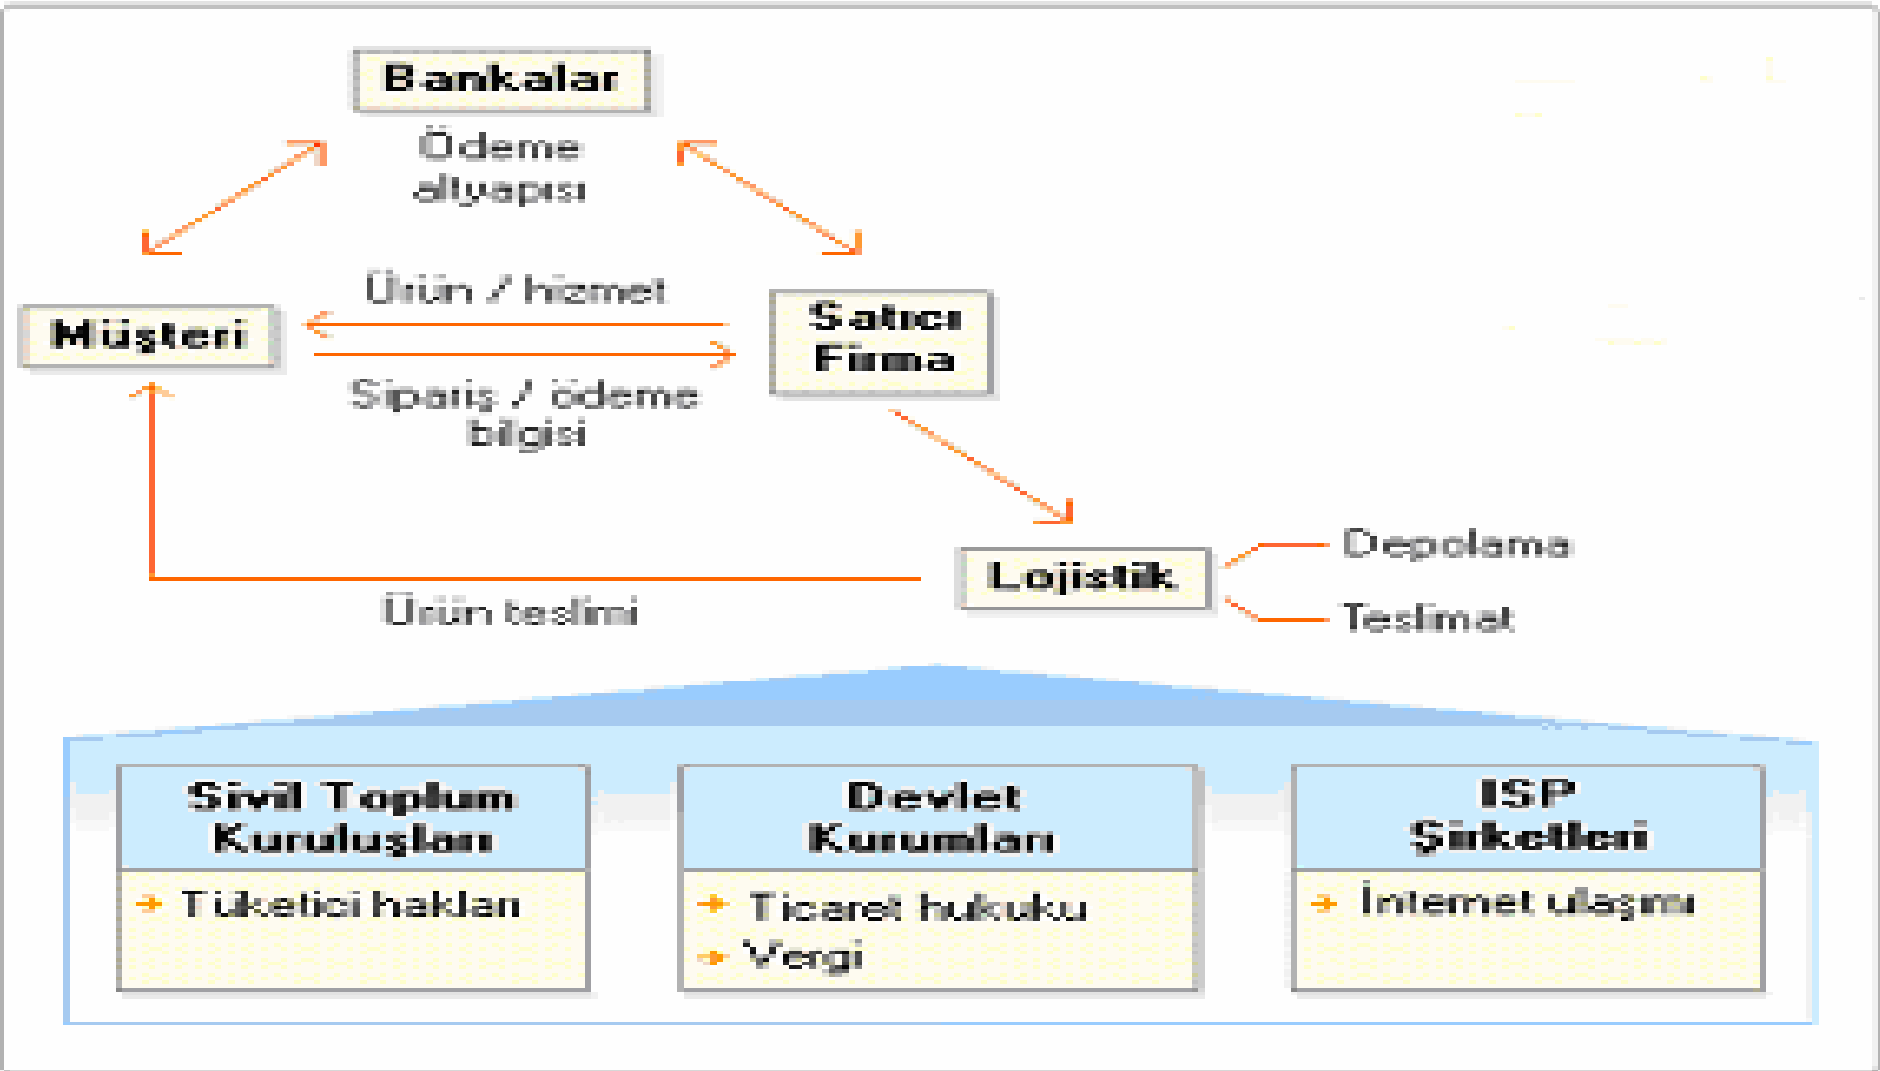 Bankalar
Ödeme
altyapısı
Ürün / hizmet
Müşteri
Satıcı
Firma
Sipariş / ödeme
bilgisi
Lojistik
Depolama
Teslimat
Ürün teslimi
Sivil Toplum
Kuruluşları
Tüketici hakları
Devlet
Kurumları
Ticaret hukuku
Vergi
ISP
Şirketleri
İnternet ulaşımı